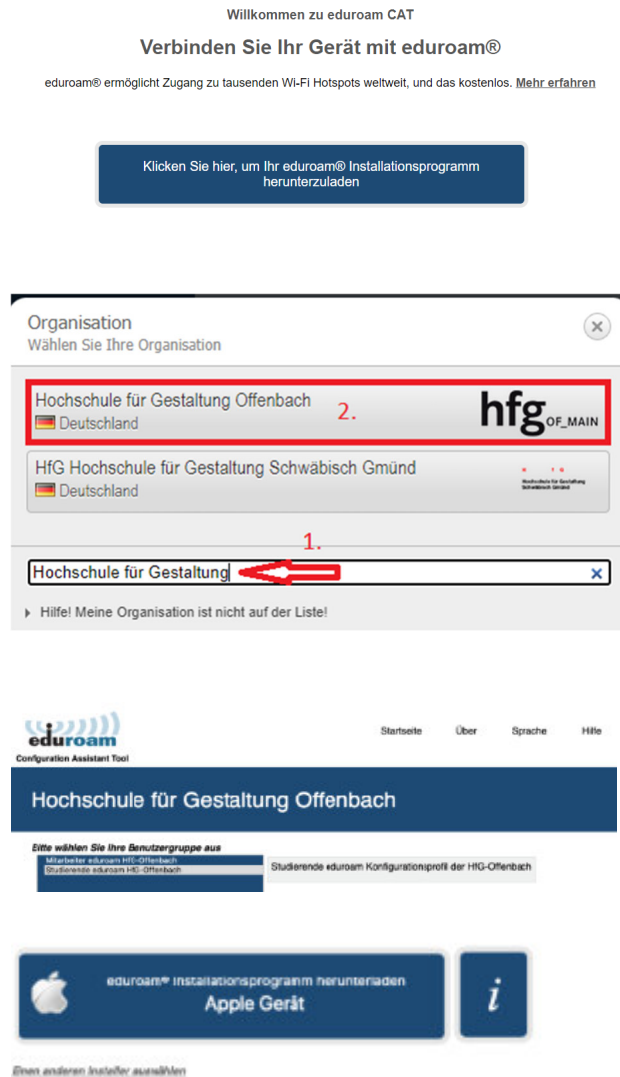 Willkommen zu eduroam CAT
Verbinden Sie Ihr Gerät mit eduroam®
eduroam® ermöglicht Zugang zu tausenden Wi-Fi Hotspots weltweit, und das kostenlos. Mehr erfahren
Klicken Sie hier, um Ihr eduroam® Installationsprogramm
herunterzuladen
Organisation
Wählen Sie Ihre Organisation
Hochschule für Gestaltung Offenbach
Deutschland
2.
hfg OF_MAIN
HfG Hochschule für Gestaltung Schwäbisch Gmünd
Deutschland
Hochschule für Gestaltung
Schwäbisch Gmünd
1.
Hochschule für Gestaltung
Hilfe! Meine Organisation ist nicht auf der Liste!
eduroam
Configuration Assistant Tool
Startseite Über Sprache Hilfe
Hochschule für Gestaltung Offenbach
Bitte wählen Sie Ihre Benutzergruppe aus
Mitarbeiter eduroam HfG-Offenbach
Studierende eduroam HfG-Offenbach
Studierende eduroam Konfigurationsprofil der HfG-Offenbach
eduroam® Installationsprogramm herunterladen
Apple Gerät
i
Einen anderen Installer auswählen